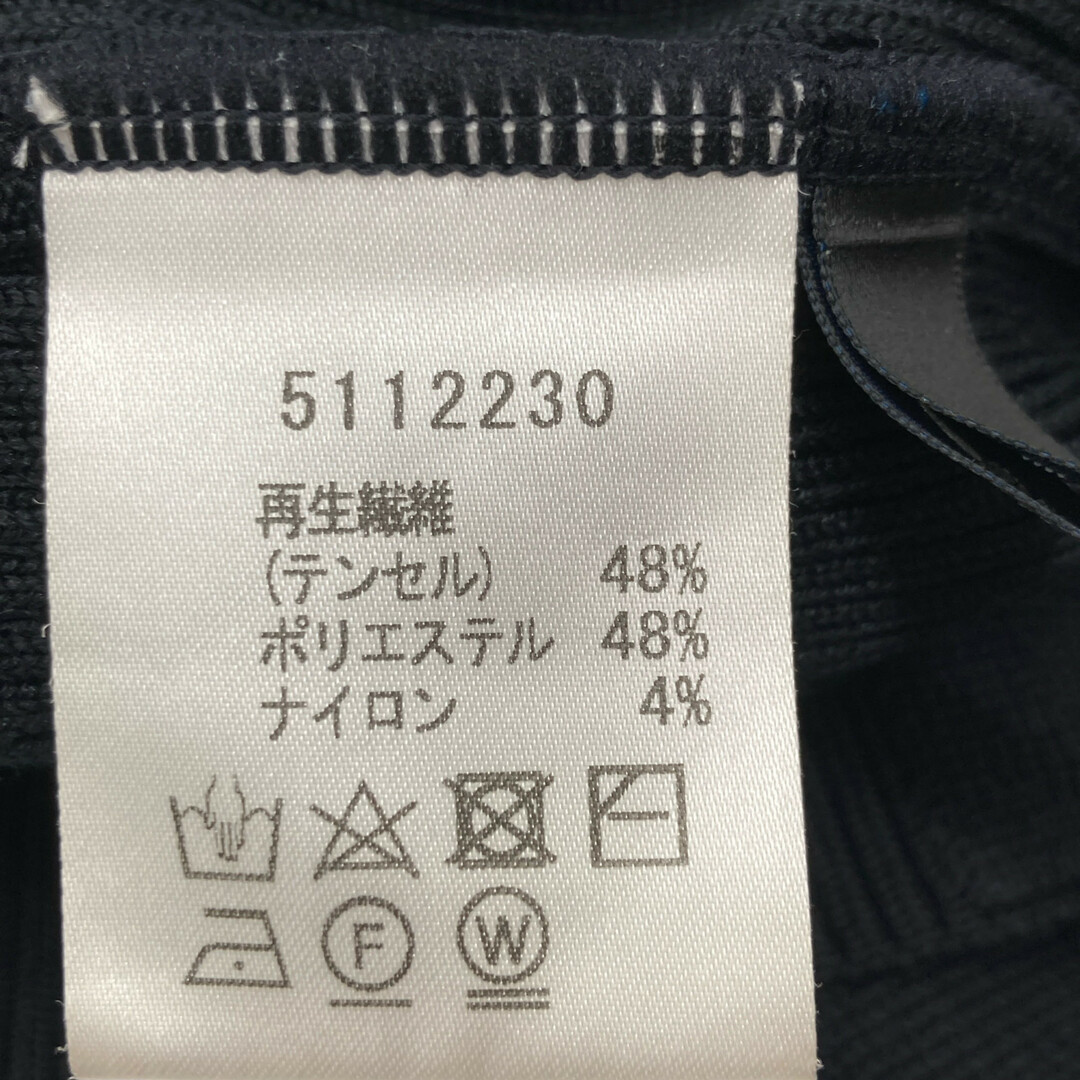 5112230
再生繊維
(テンセル) 48%
ポリエステル 48%
ナイロン 4%
F W